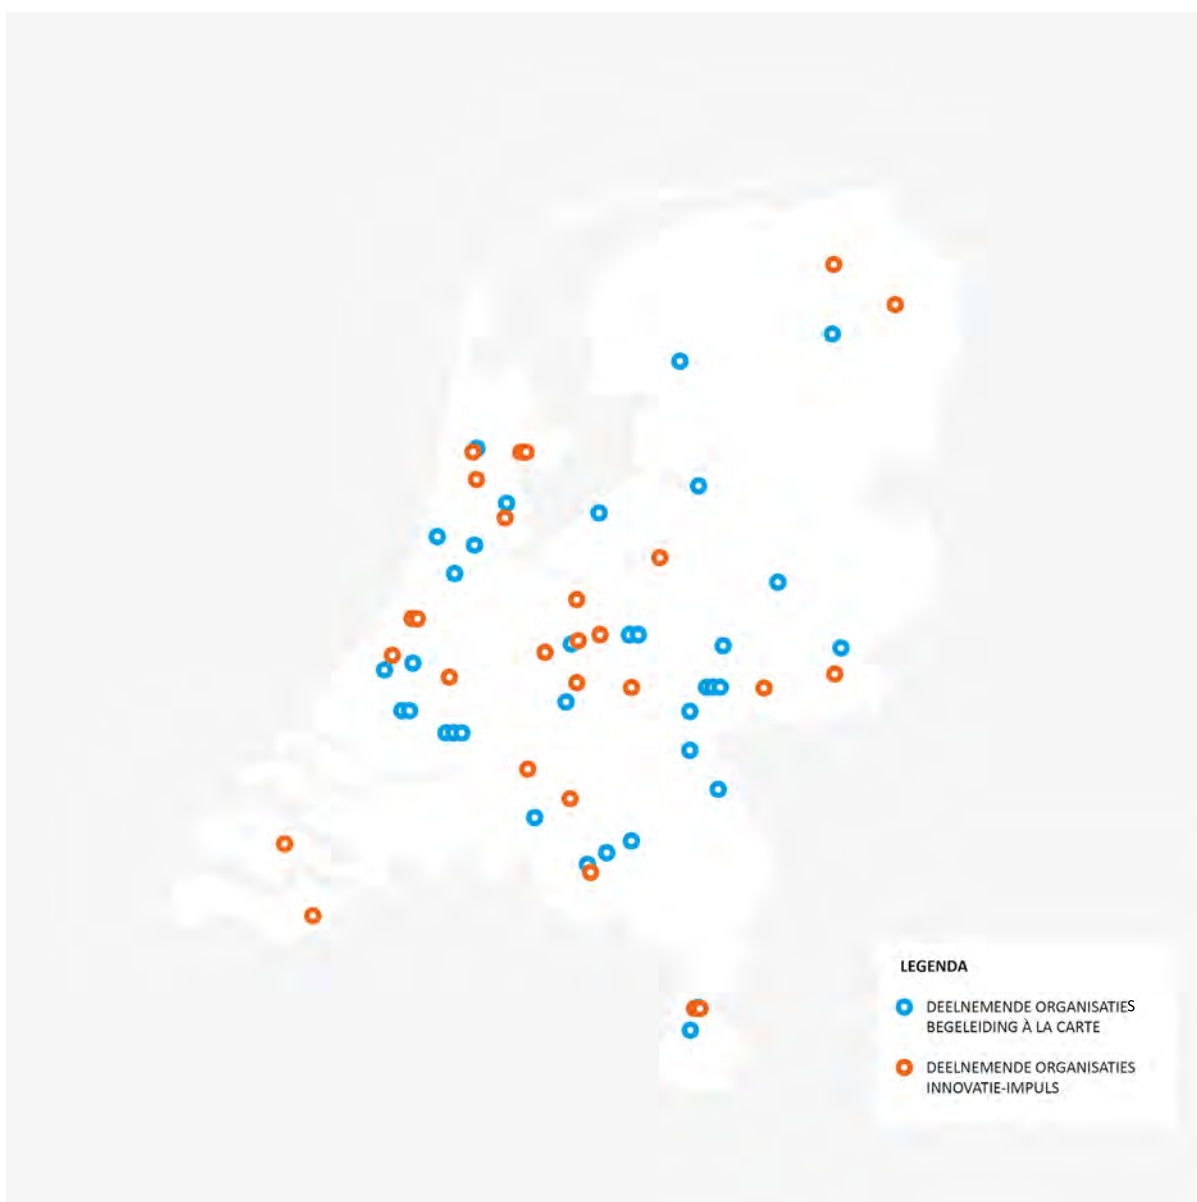 LEGENDA
DEELNEMENDE ORGANISATIES
BEGELEIDING À LA CARTE
DEELNEMENDE ORGANISATIES
INNOVATIE-IMPULS